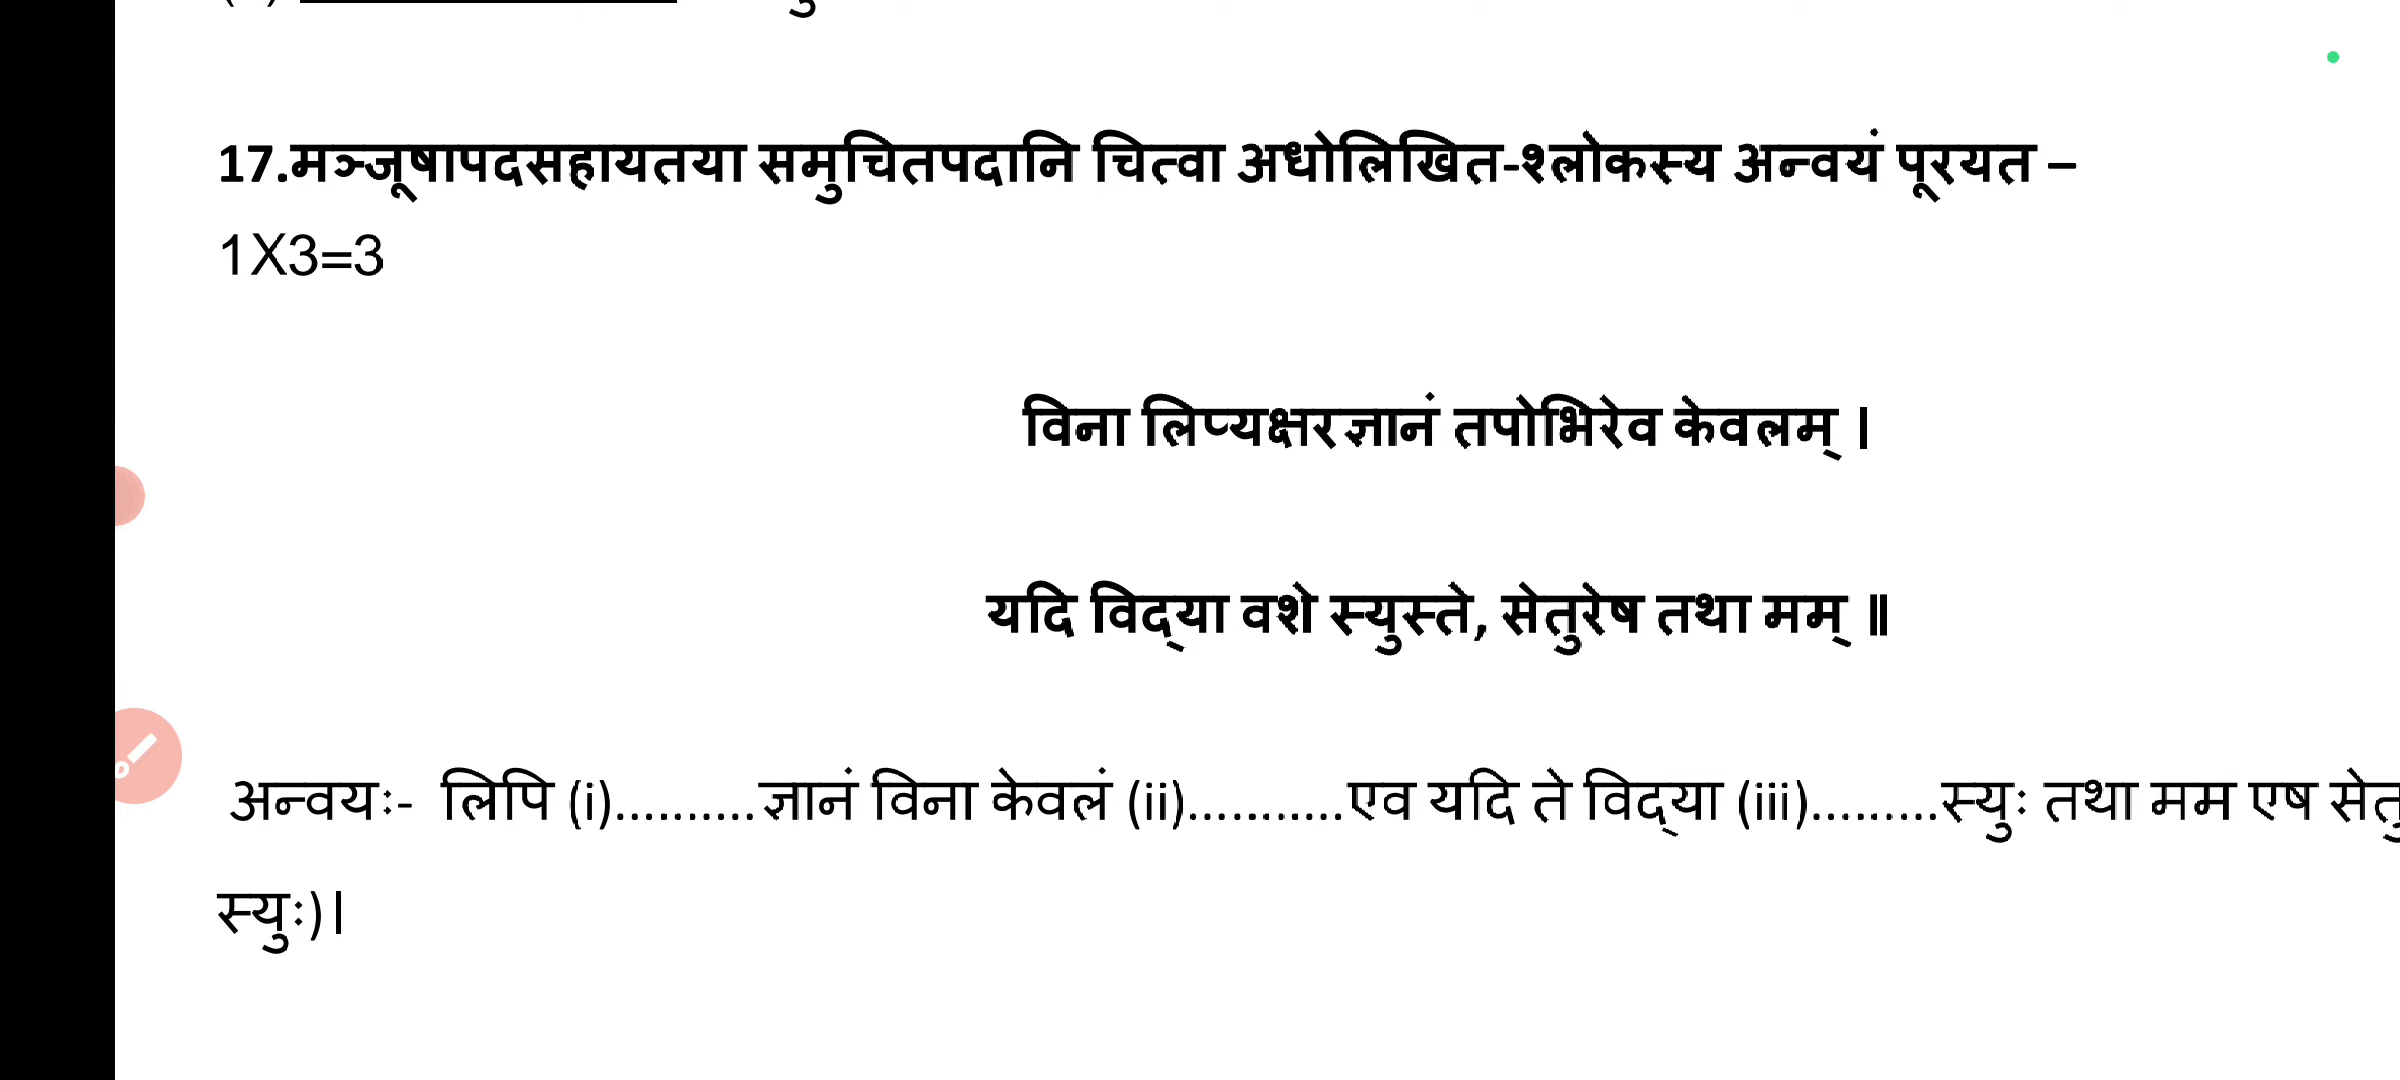 17.मञ्जूषापदसहायतया समुचितपदानि चित्वा अधोलिखित-श्लोकस्य अन्वयं पूरयत –
1X3=3
विना लिप्यक्षरज्ञानं तपोभिरेव केवलम् ।
यदि विद्‌या वशे स्युस्ते, सेतुरेष तथा मम् ॥
अन्वयः- लिपि (i)..........ज्ञानं विना केवलं (ii)...........एव यदि ते विद्‌या (iii).........स्युः तथा मम एष
स्युः)।